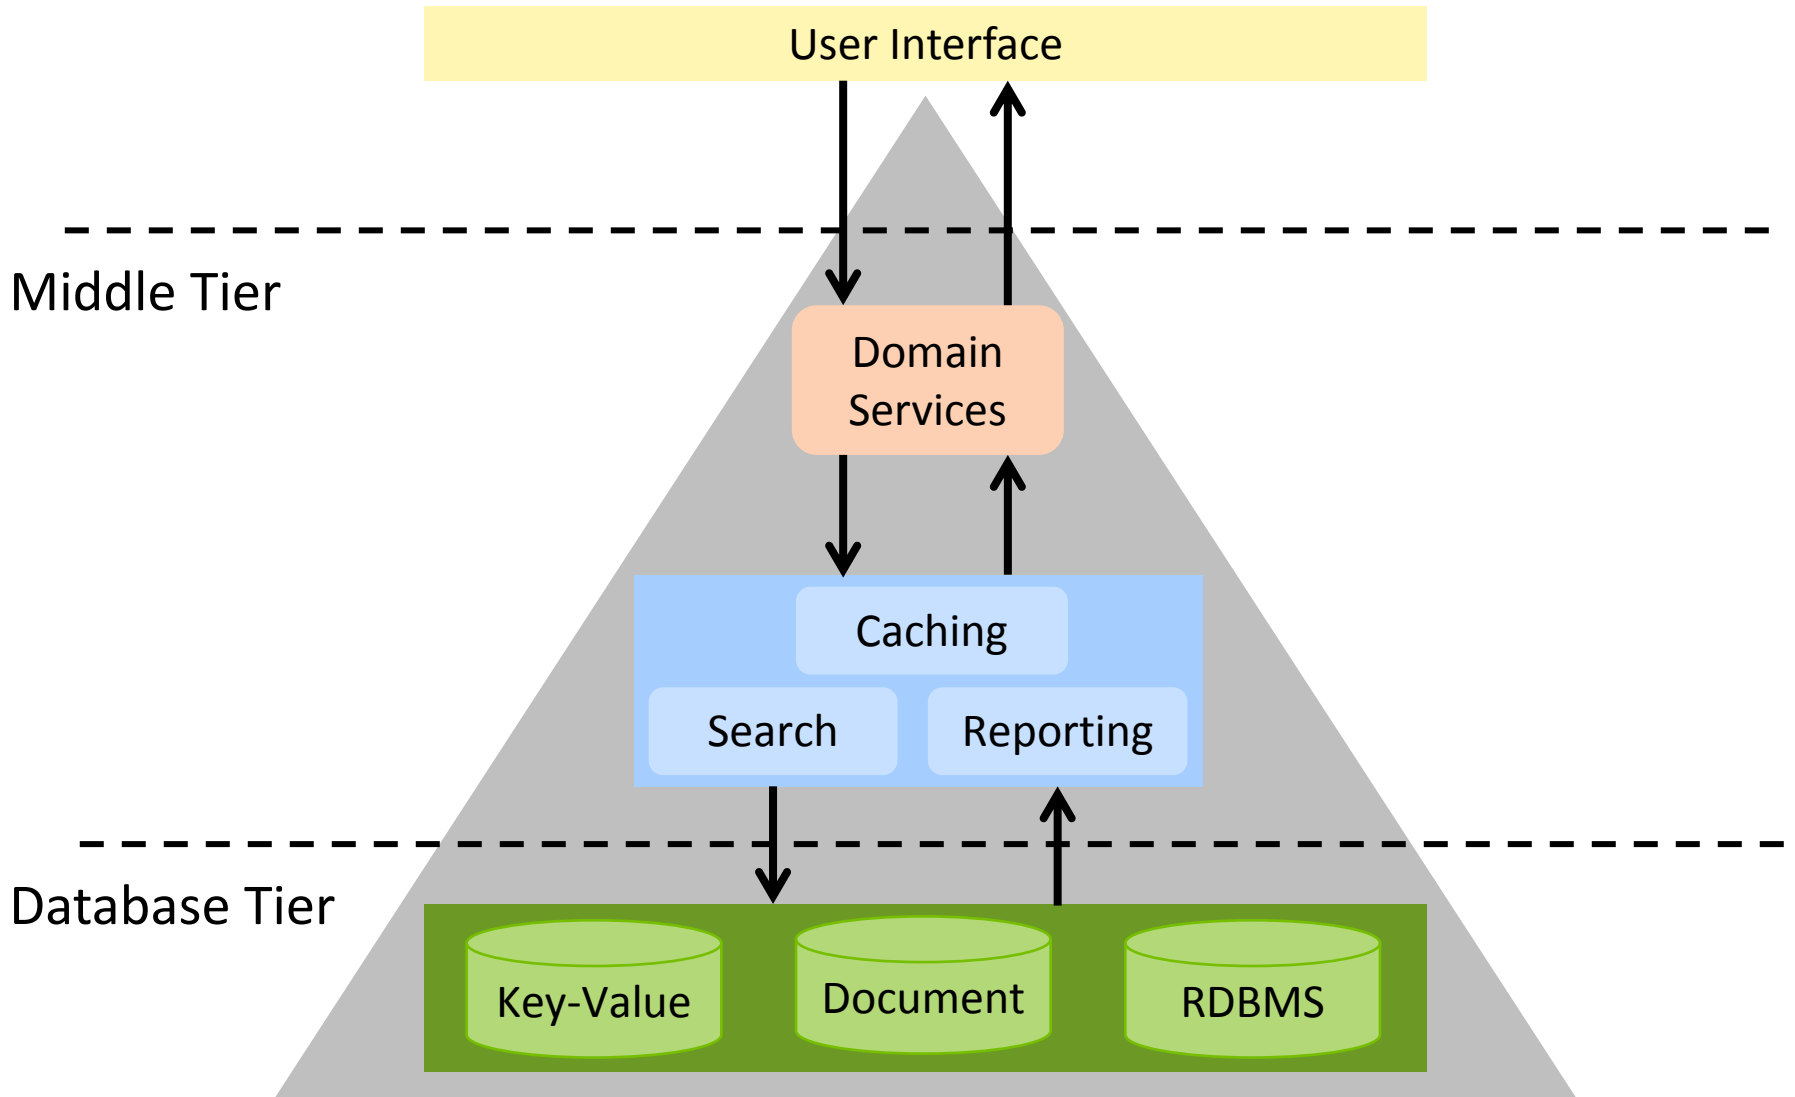 User Interface
Middle Tier
Domain
Services
Caching
Search
Reporting
Database Tier
Key-Value
Document
RDBMS